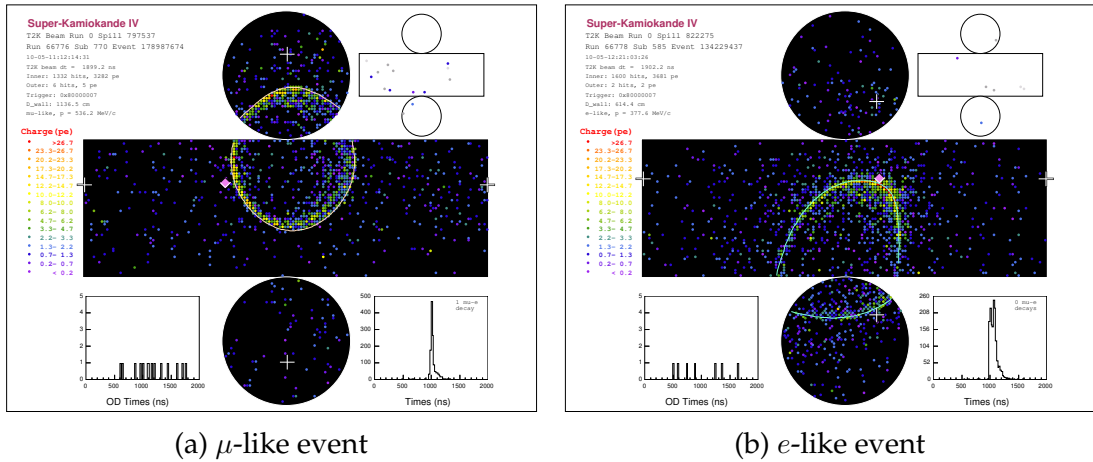 Super-Kamiokande IV
T2K Beam Run 0 Spill 797537
Run 66776 Sub 770 Event 178987674
10-05-11:12:14:31
T2K beam dt = 1899.2 ns
Inner: 1332 hits, 3282 pe
Outer: 6 hits, 5 pe
Trigger: 0x80000007
D_wall: 1136.5 cm
mu-like, p = 536.2 MeV/c
Charge(pe)
>26.7
23.3-26.7
20.2-23.3
17.3-20.2
14.7-17.3
12.2-14.7
10.0-12.2
8.0-10.0
6.2- 8.0
4.7- 6.2
3.3- 4.7
2.2- 3.3
1.3- 2.2
0.7- 1.3
0.2- 0.7
< 0.2
5
4
3
2
1
0
0 500 1000 1500 2000
OD Times (ns)
1 mu-e
decay
500
400
300
200
100
0
0 500 1000 1500 2000
Times (ns)
(a) μ-like event
Super-Kamiokande IV
T2K Beam Run 0 Spill 822275
Run 66778 Sub 585 Event 134229437
10-05-12:21:03:26
T2K beam dt = 1902.2 ns
Inner: 1600 hits, 3681 pe
Outer: 2 hits, 2 pe
Trigger: 0x80000007
D_wall: 614.4 cm
e-like, p = 377.6 MeV/c
Charge(pe)
>26.7
23.3-26.7
20.2-23.3
17.3-20.2
14.7-17.3
12.2-14.7
10.0-12.2
8.0-10.0
6.2- 8.0
4.7- 6.2
3.3- 4.7
2.2- 3.3
1.3- 2.2
0.7- 1.3
0.2- 0.7
< 0.2
5
4
3
2
1
0
0 500 1000 1500 2000
OD Times (ns)
0 mu-e
decays
260
208
156
104
52
0
0 500 1000 1500 2000
Times (ns)
(b) e-like event